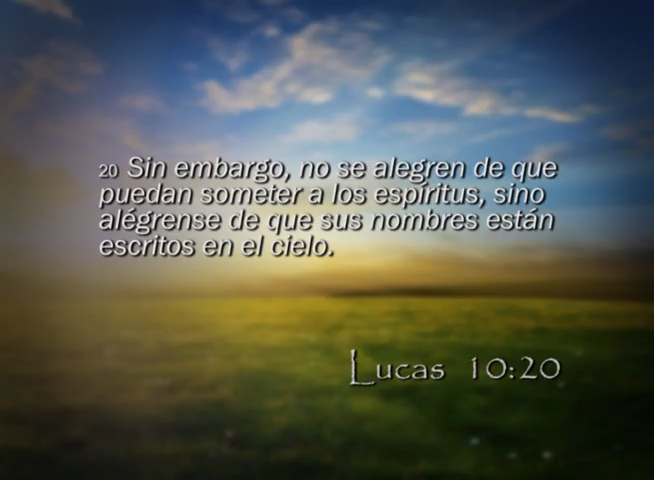 20 Sin embargo, no se alegren de que
puedan someter a los espíritus, sino
alégrense de que sus nombres están
escritos en el cielo.
Lucas 10:20